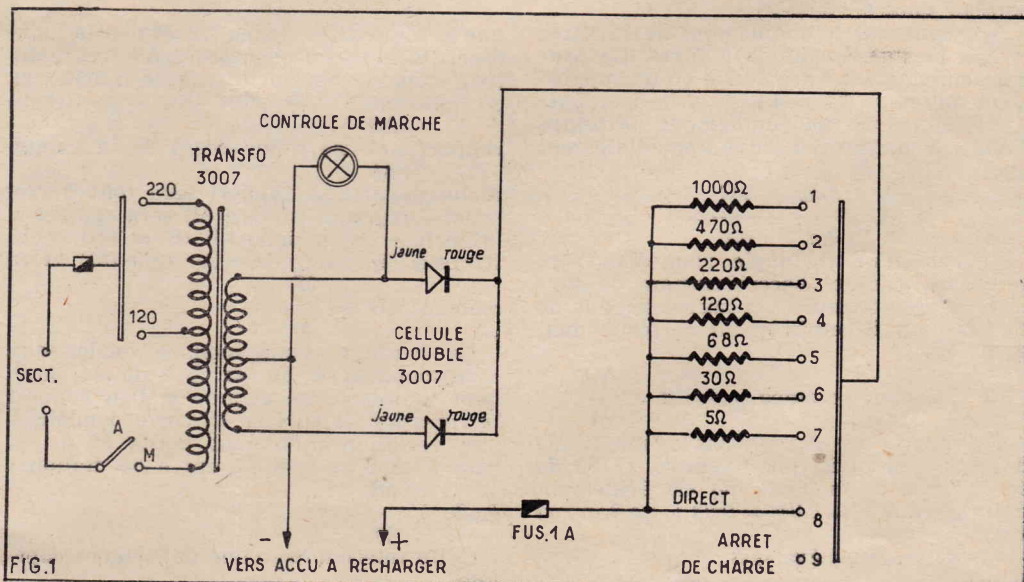 CONTROLE DE MARCHE
TRANSFO
3007
220
120
SECT.
A
M
jaune rouge
CELLULE
DOUBLE
3007
jaune rouge
1000Ω 1
470Ω 2
220Ω 3
120Ω 4
68Ω 5
30Ω 6
5Ω 7
DIRECT 8
ARRET
DE CHARGE
9
FUS.1A
- +
VERS ACCU A RECHARGER
FIG.1